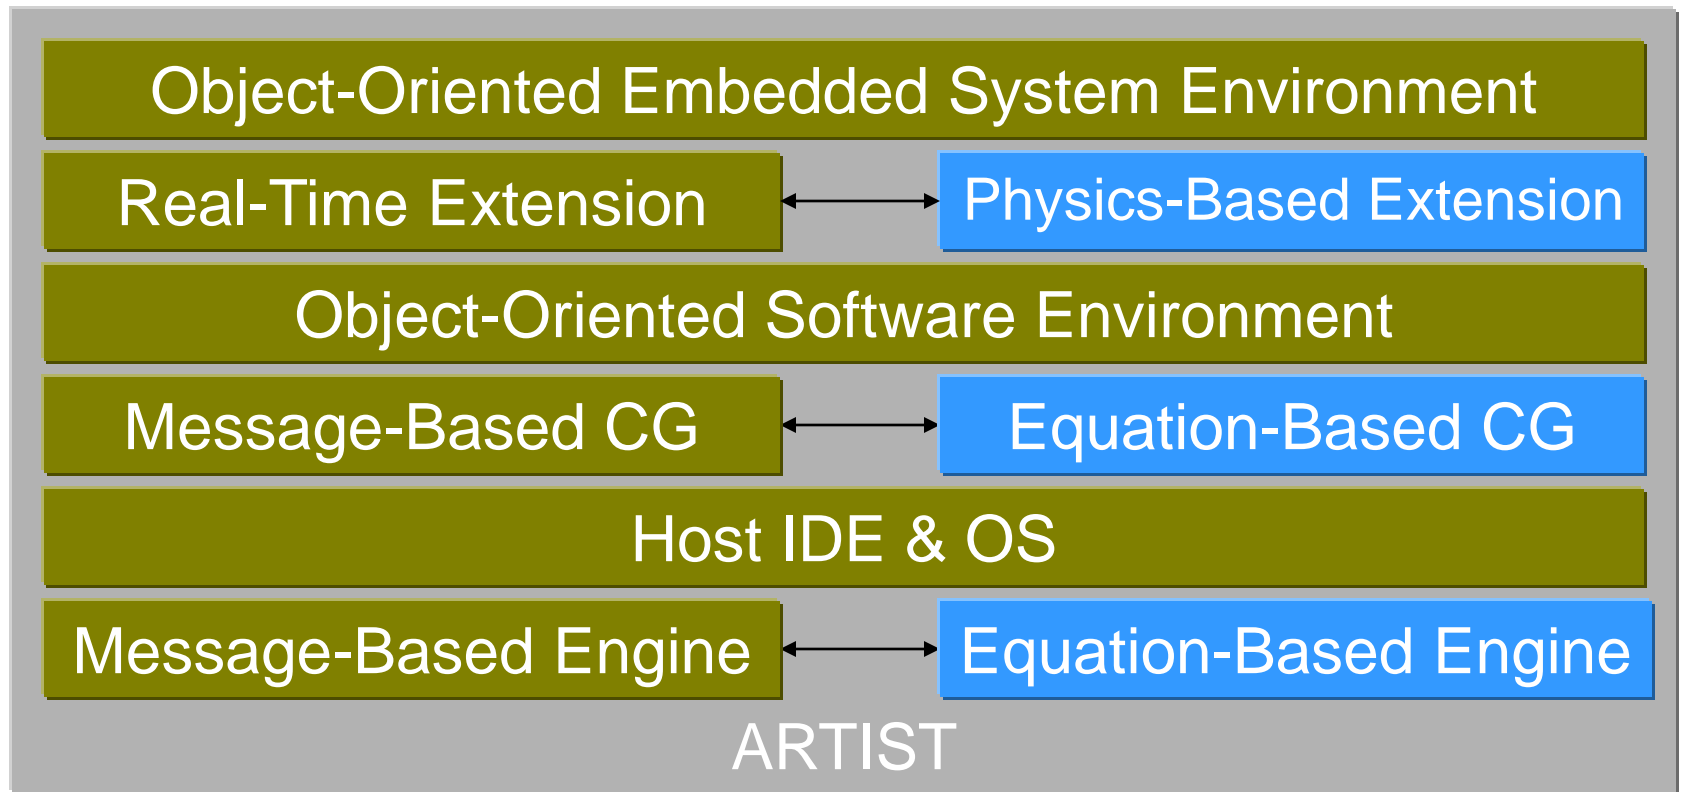 Object-Oriented Embedded System Environment
Real-Time Extension
Physics-Based Extension
Object-Oriented Software Environment
Message-Based CG
Equation-Based CG
Host IDE & OS
Message-Based Engine
Equation-Based Engine
ARTIST